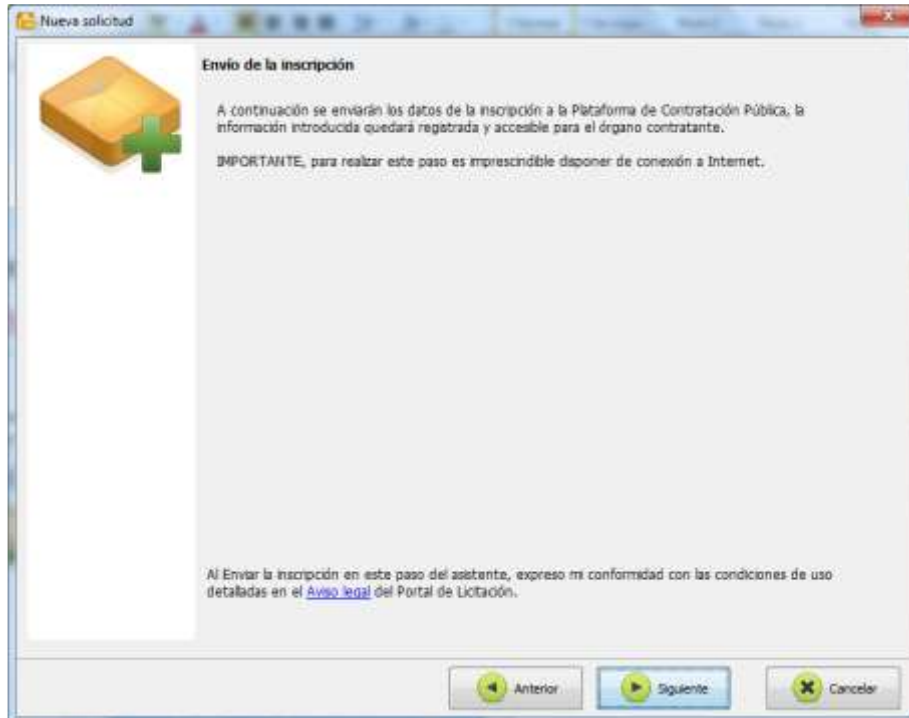 Nueva solicitud
Envío de la inscripción
A continuación se enviarán los datos de la inscripción a la Plataforma de Contratación Pública, la
información introducida quedará registrada y accesible para el órgano contratante.
IMPORTANTE, para realizar este paso es imprescindible disponer de conexión a Internet.
Al Enviar la inscripción en este paso del asistente, expreso mi conformidad con las condiciones de uso
detalladas en el Aviso legal del Portal de Licitación.
Anterior
Siguiente
Cancelar